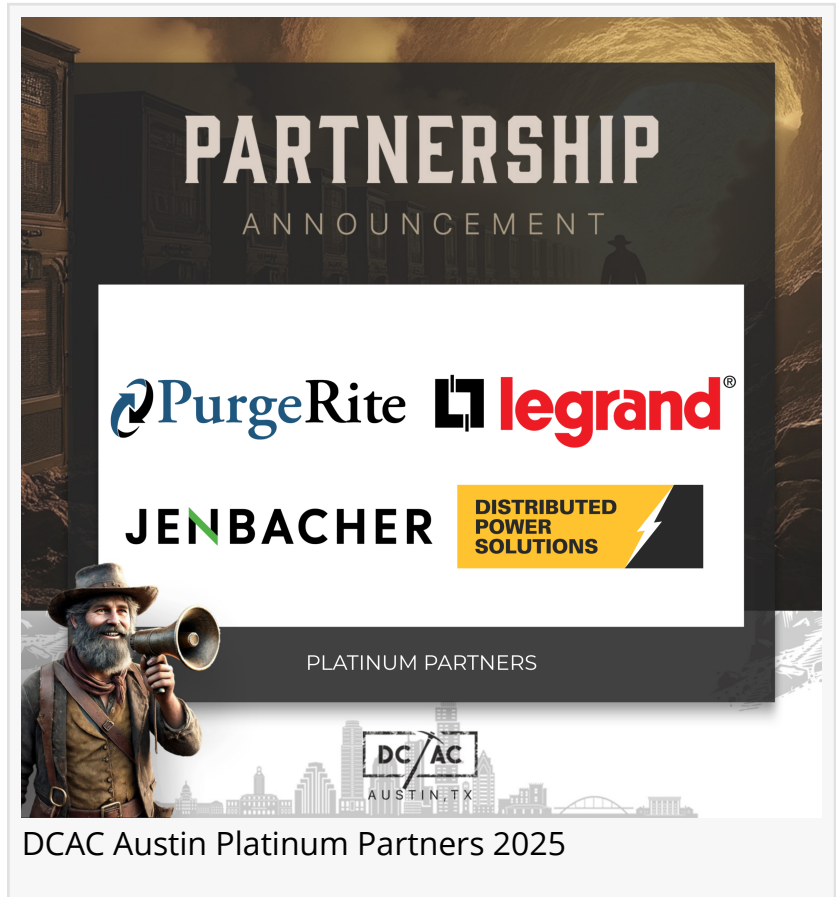 PARTNERSHIP
ANNOUNCEMENT
PurgeRite
legrand®
JENBACHER
DISTRIBUTED
POWER
SOLUTIONS
PLATINUM PARTNERS
DC AC
AUSTIN, TX
DCAC Austin Platinum Partners 2025